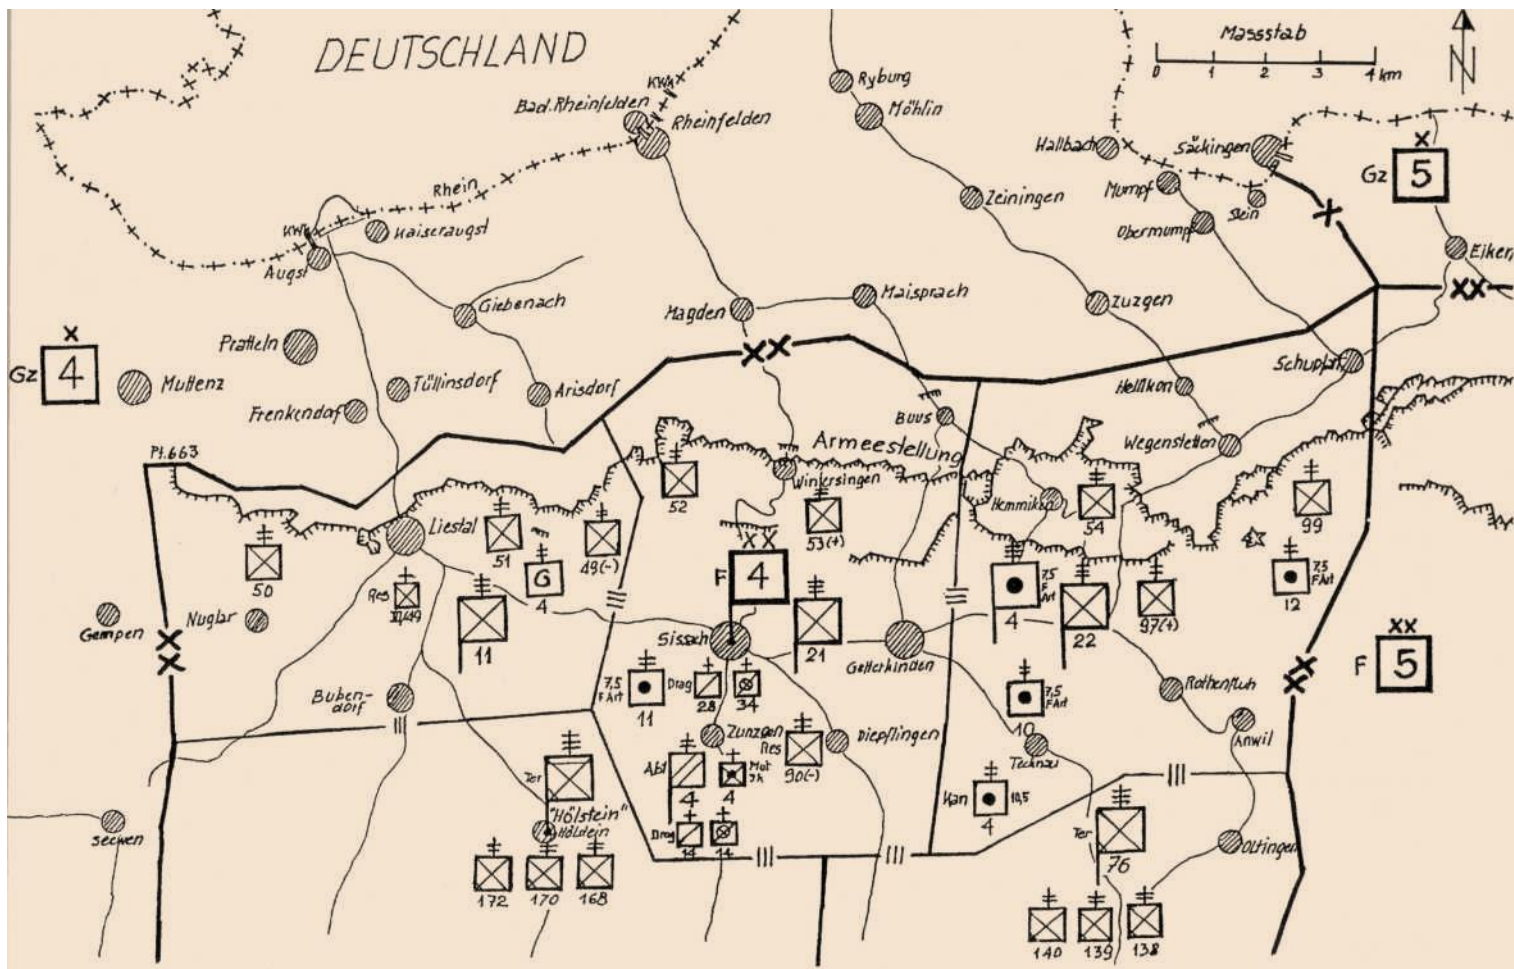 DEUTSCHLAND
Massstab
0 1 2 3 4 km
N
Ryburg
Möhlin
KW
Bad. Rheinfelden
Rheinfelden
Hallbach
Säckingen
X
Gz 5
Rhein
Zeiningen
Mumpf
Stein
Obermumpf
KW
Kaiseraugst
Augst
Eiken
Giebenach
Magden
Maisprach
Zuzgen
X
Gz 4
Pratteln
Muttenz
Tüllinsdorf
Arisdorf
Schupfart
Frenkendorf
Hellikon
Buus
Armeestellung
Wegenstetten
Pt. 663
Wintersingen
52
Hemmiken
54
99
Liestal
51
49(-)
53(+)
50
G
4
XX
F 4
7,5
F Art
4
22
97(+)
7,5
F Art
12
Res
Gempen
Nuglar
11
Sissach
21
Gelterkinden
XX
F 5
Bubendorf
7,5
F Art
11
Drag
28
34
7,5
F Art
10
Rothenfluh
Anwil
Zunzgen
Res
90(-)
Diepflingen
Tecknau
Ter
"Hölstein"
Hölstein
Abt
4
Mot
4
Kan
10,5
4
Seewen
Drag
14
14
Ter
76
Oltingen
172
170
168
140
139
138